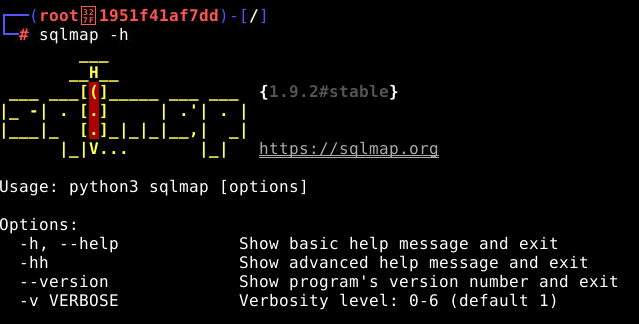 ┌──(root㉿1951f41af7dd)-[/]
└─# sqlmap -h
        ___
       __H__
 ___ ___[(]_____ ___ ___  {1.9.2#stable}
|_ -| . [.]     | .'| . |
|___|_  [.]_|_|_|__,|  _|
      |_|V...       |_|   https://sqlmap.org
Usage: python3 sqlmap [options]
Options:
  -h, --help            Show basic help message and exit
  -hh                   Show advanced help message and exit
  --version             Show program's version number and exit
  -v VERBOSE            Verbosity level: 0-6 (default 1)